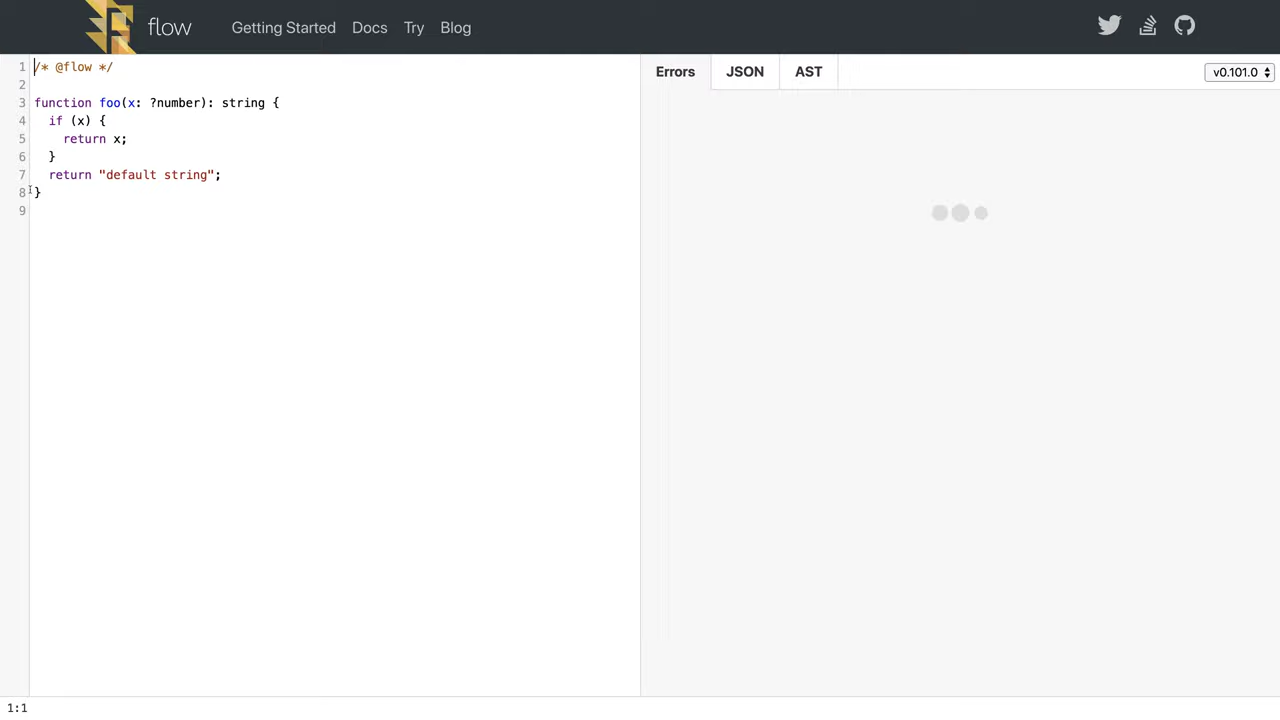 flow Getting Started Docs Try Blog
Errors JSON AST v0.101.0
1 /* @flow */
2
3 function foo(x: ?number): string {
4   if (x) {
5     return x;
6   }
7   return "default string";
8 }
9
1:1